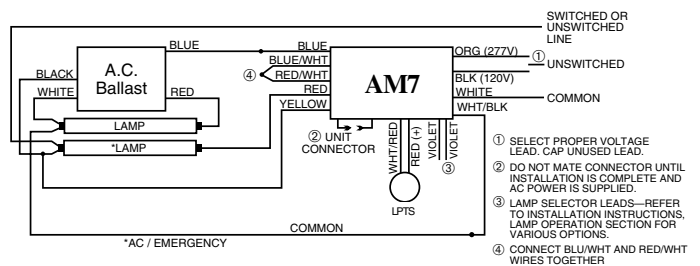 SWITCHED OR
UNSWITCHED
LINE
BLUE
BLUE
BLUE/WHT
④
RED/WHT
RED
YELLOW
A.C.
Ballast
BLACK
WHITE
RED
LAMP
*LAMP
AM7
ORG (277V)
①
UNSWITCHED
BLK (120V)
WHITE
COMMON
WHT/BLK
② UNIT
CONNECTOR
WHT/RED
RED (+)
VIOLET
VIOLET
③
LPTS
COMMON
*AC / EMERGENCY
① SELECT PROPER VOLTAGE
LEAD. CAP UNUSED LEAD.
② DO NOT MATE CONNECTOR UNTIL
INSTALLATION IS COMPLETE AND
AC POWER IS SUPPLIED.
③ LAMP SELECTOR LEADS—REFER
TO INSTALLATION INSTRUCTIONS,
LAMP OPERATION SECTION FOR
VARIOUS OPTIONS.
④ CONNECT BLU/WHT AND RED/WHT
WIRES TOGETHER